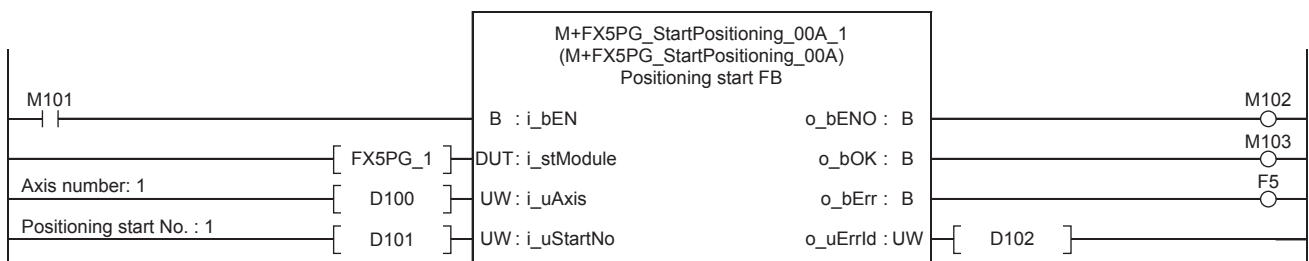 M+FX5PG_StartPositioning_00A_1
(M+FX5PG_StartPositioning_00A)
Positioning start FB
M101
B : i_bEN
o_bENO : B
M102
FX5PG_1
DUT: i_stModule
o_bOK : B
M103
Axis number: 1
D100
UW : i_uAxis
o_bErr : B
F5
Positioning start No. : 1
D101
UW : i_uStartNo
o_uErrId : UW
D102